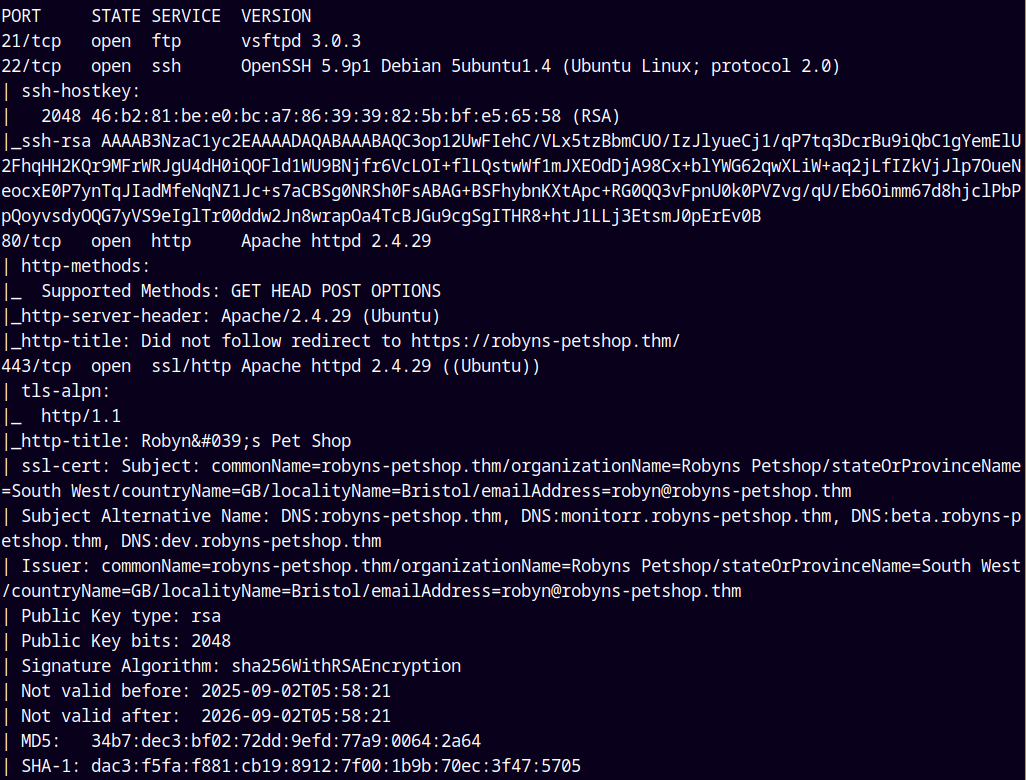 PORT     STATE SERVICE  VERSION
21/tcp   open  ftp      vsftpd 3.0.3
22/tcp   open  ssh      OpenSSH 5.9p1 Debian 5ubuntu1.4 (Ubuntu Linux; protocol 2.0)
| ssh-hostkey:
|   2048 46:b2:81:be:e0:bc:a7:86:39:39:82:5b:bf:e5:65:58 (RSA)
|_ssh-rsa AAAAB3NzaC1yc2EAAAADAQABAAABAQC3op12UwFIehC/VLx5tzBbmCUO/IzJlyueCj1/qP7tq3DcrBu9iQbC1gYemElU
2FhqHH2KQr9MFrWRJgU4dH0iQOFld1WU9BNjfr6VcLOI+flLQstwWf1mJXEOdDjA98Cx+blYWG62qwXLiW+aq2jLfIZkVjJlp7OueN
eocxE0P7ynTqJIadMfeNqNZ1Jc+s7aCBSg0NRSh0FsABAG+BSFhybnKXtApc+RG0QQ3vFpnU0k0PVZvg/qU/Eb6Oimm67d8hjclPbP
pQoyvsdyOQG7yVS9eIglTr00ddw2Jn8wrapOa4TcBJGu9cgSgITHR8+htJ1LLj3EtsmJ0pErEv0B
80/tcp   open  http     Apache httpd 2.4.29
| http-methods:
|_  Supported Methods: GET HEAD POST OPTIONS
|_http-server-header: Apache/2.4.29 (Ubuntu)
|_http-title: Did not follow redirect to https://robyns-petshop.thm/
443/tcp  open  ssl/http Apache httpd 2.4.29 ((Ubuntu))
| tls-alpn:
|_  http/1.1
|_http-title: Robyn&#039;s Pet Shop
| ssl-cert: Subject: commonName=robyns-petshop.thm/organizationName=Robyns Petshop/stateOrProvinceName
=South West/countryName=GB/localityName=Bristol/emailAddress=robyn@robyns-petshop.thm
| Subject Alternative Name: DNS:robyns-petshop.thm, DNS:monitorr.robyns-petshop.thm, DNS:beta.robyns-p
etshop.thm, DNS:dev.robyns-petshop.thm
| Issuer: commonName=robyns-petshop.thm/organizationName=Robyns Petshop/stateOrProvinceName=South West
/countryName=GB/localityName=Bristol/emailAddress=robyn@robyns-petshop.thm
| Public Key type: rsa
| Public Key bits: 2048
| Signature Algorithm: sha256WithRSAEncryption
| Not valid before: 2025-09-02T05:58:21
| Not valid after:  2026-09-02T05:58:21
| MD5:   34b7:dec3:bf02:72dd:9efd:77a9:0064:2a64
| SHA-1: dac3:f5fa:f881:cb19:8912:7f00:1b9b:70ec:3f47:5705